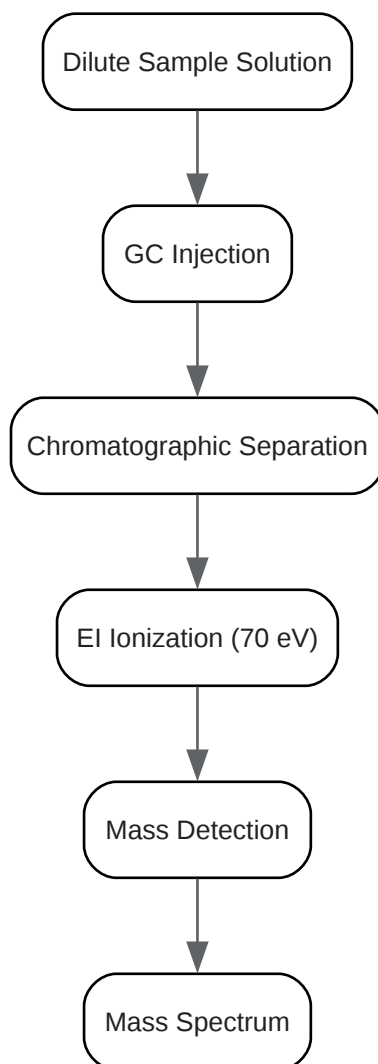 Dilute Sample Solution
GC Injection
Chromatographic Separation
EI Ionization (70 eV)
Mass Detection
Mass Spectrum